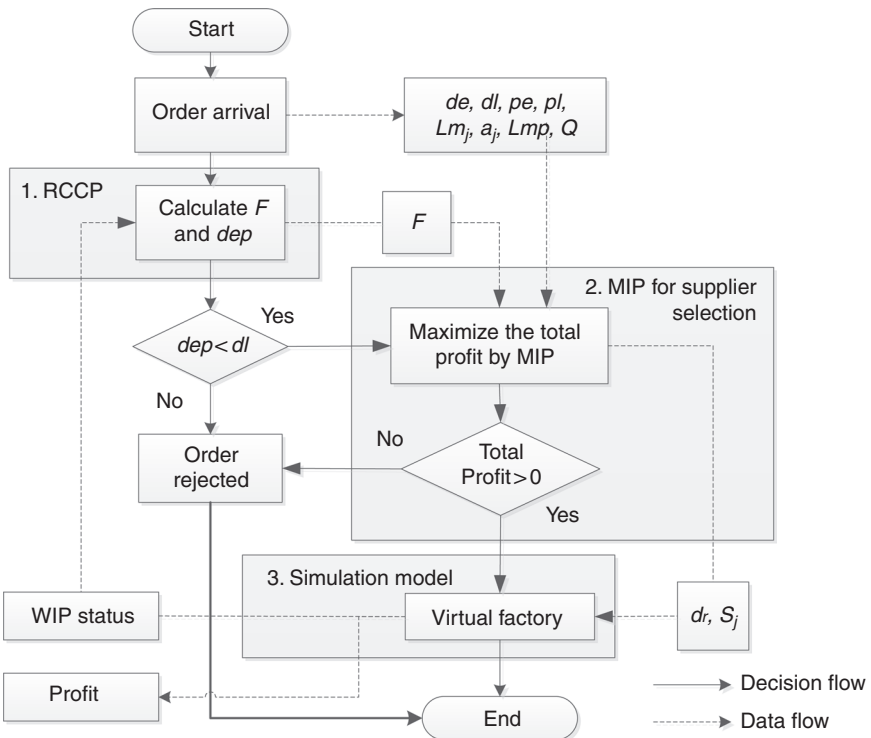 Start
Order arrival
de, dl, pe, pl,
Lmj, aj, Lmp, Q
1. RCCP
Calculate F
and dep
F
2. MIP for supplier
selection
Yes
dep<dl
Maximize the total
profit by MIP
No
Order
rejected
No
Total
Profit>0
Yes
3. Simulation model
WIP status
Virtual factory
dr, Sj
Profit
Decision flow
End
Data flow